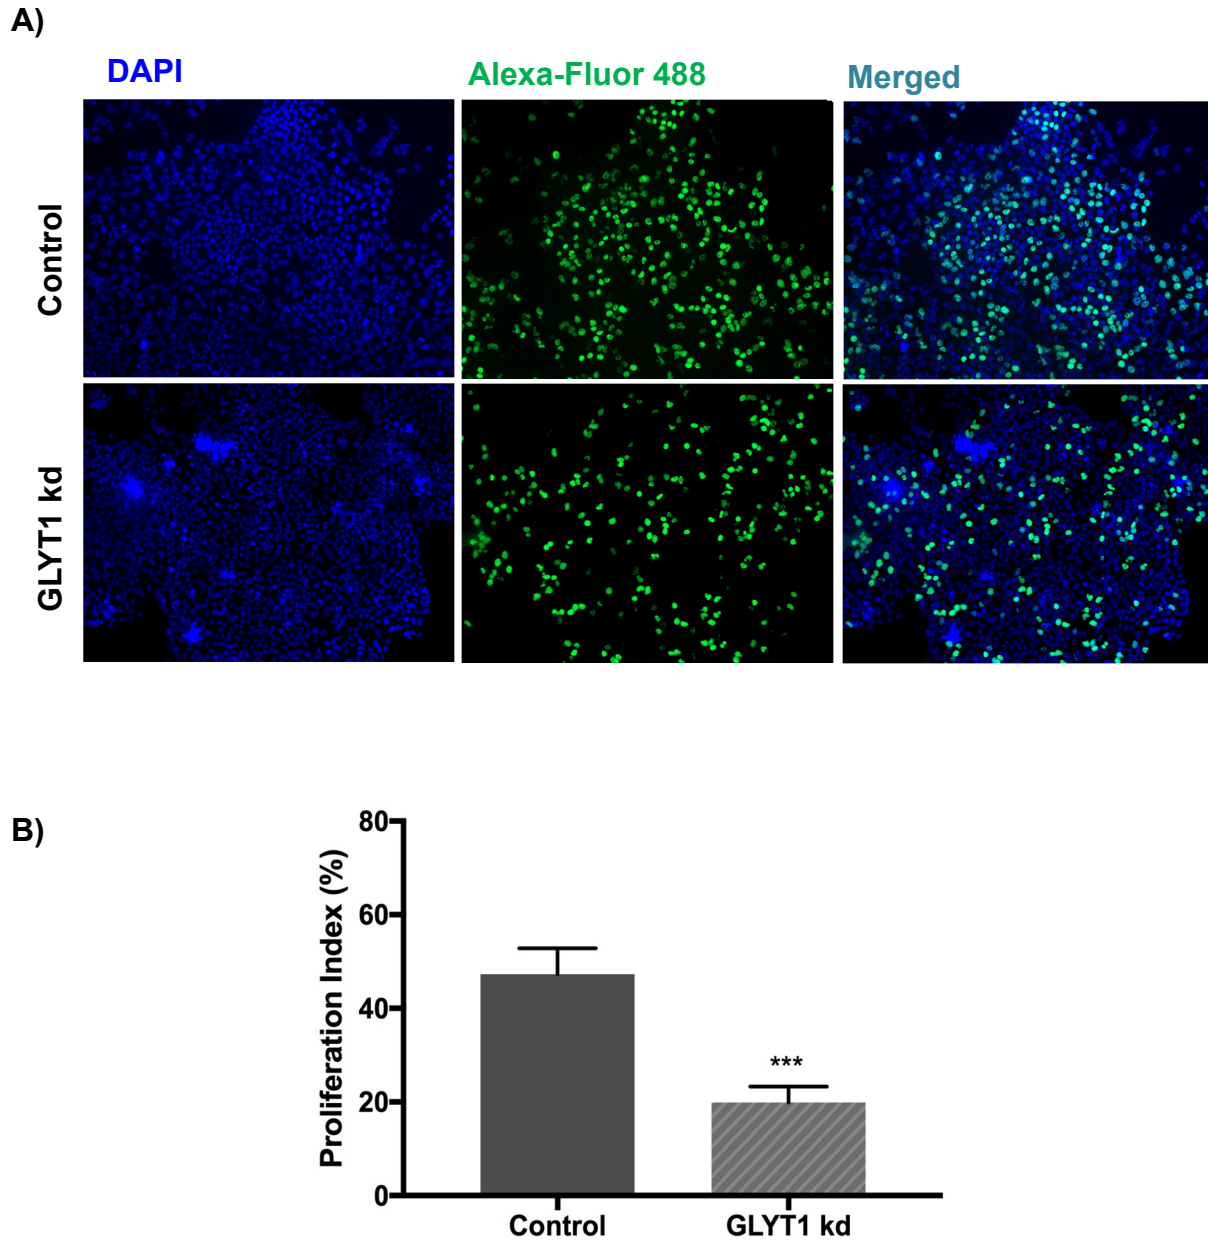 A)
DAPI
Alexa-Fluor 488
Merged
Control
GLYT1 kd
B)
Proliferation Index (%)
80
60
40
20
0
***
Control
GLYT1 kd